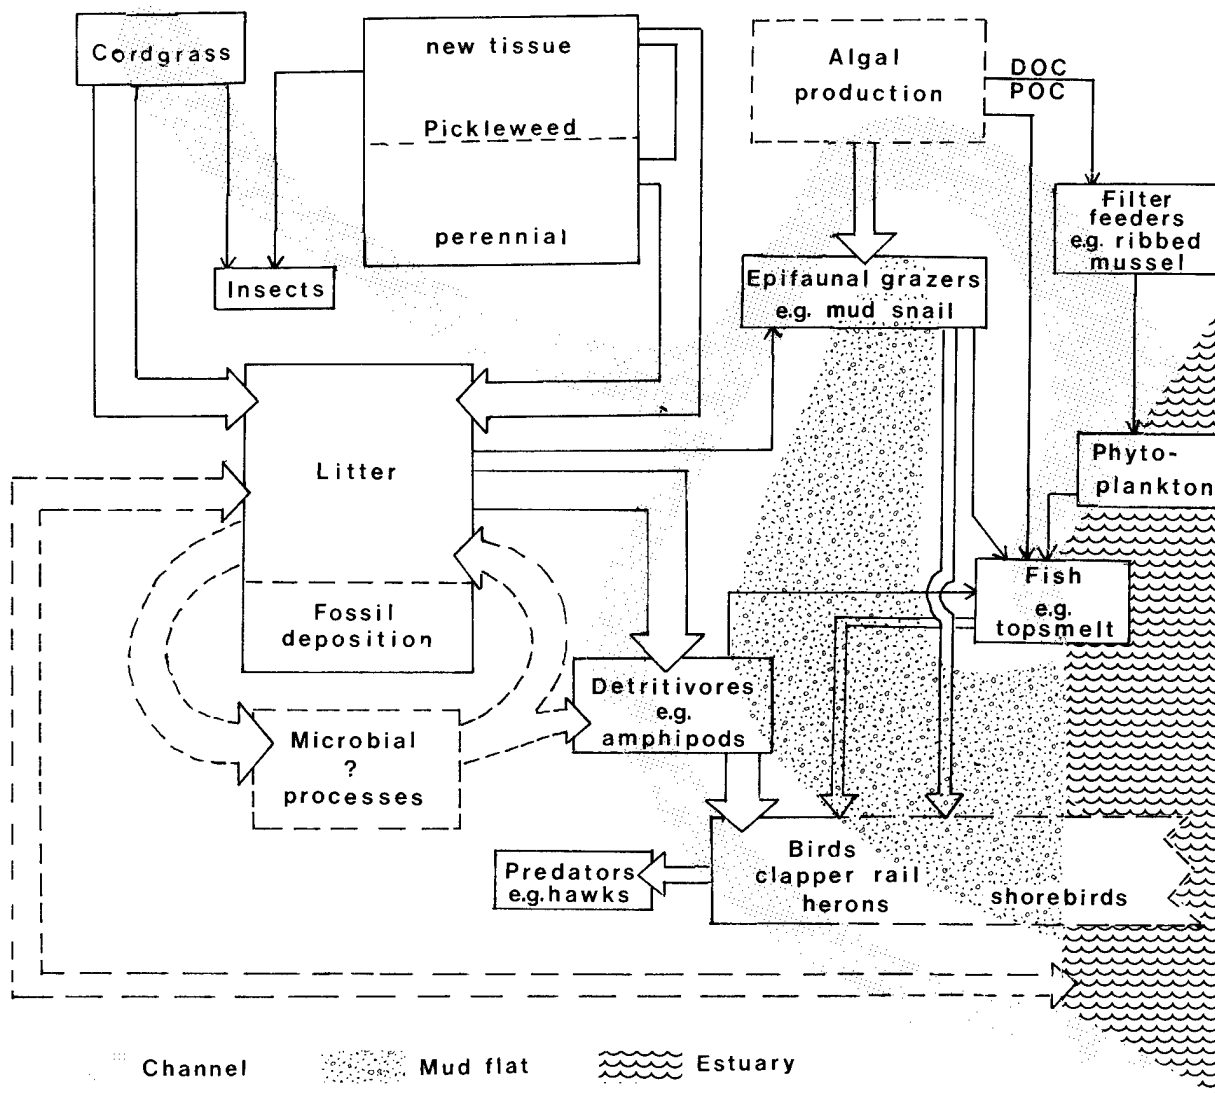 Cordgrass
new tissue
Pickleweed
perennial
Algal
production
DOC
POC
Filter
feeders
e.g. ribbed
mussel
Insects
Epifaunal grazers
e.g. mud snail
Litter
Phyto-
plankton
Fossil
deposition
Fish
e.g.
topsmelt
Detritivores
e.g.
amphipods
Microbial
?
processes
Birds
clapper rail
herons
shorebirds
Predators
e.g. hawks
Channel
Mud flat
Estuary